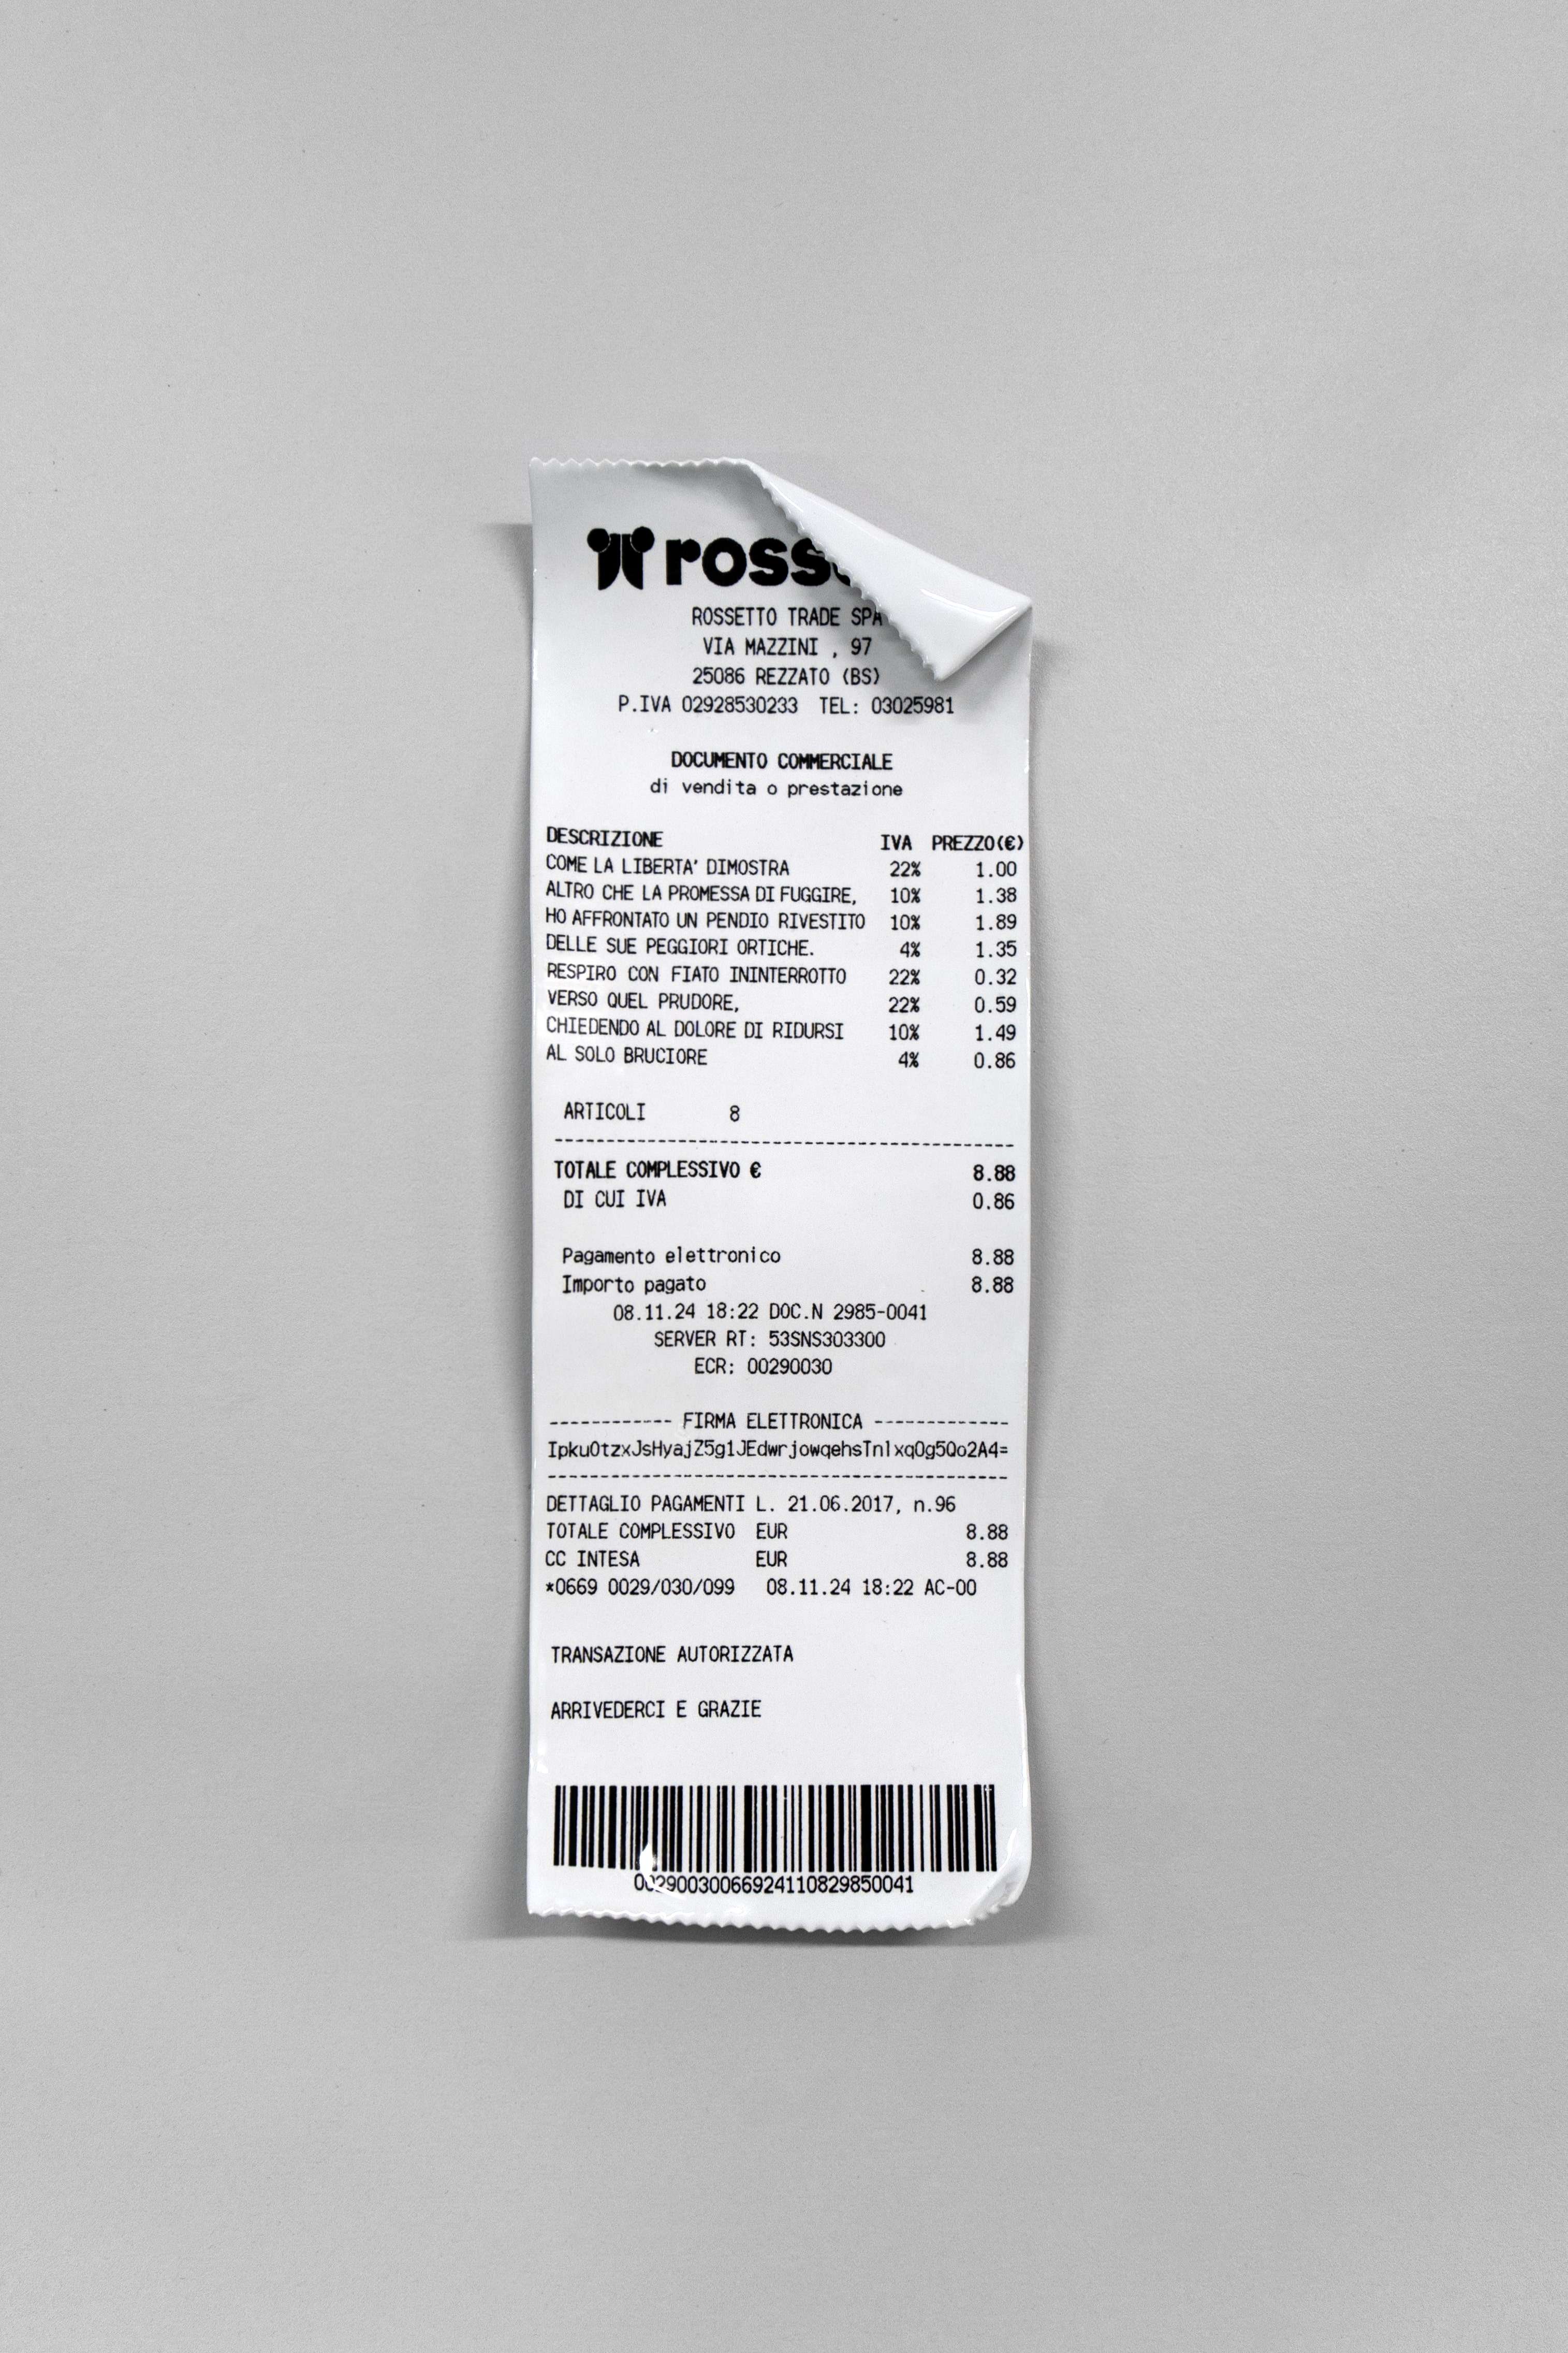 ROSSETTO TRADE SPA
VIA MAZZINI , 97
25086 REZZATO (BS)
P.IVA 02928530233 TEL: 03025981
DOCUMENTO COMMERCIALE
di vendita o prestazione
DESCRIZIONE IVA PREZZO(€)
COME LA LIBERTA' DIMOSTRA 22% 1.00
ALTRO CHE LA PROMESSA DI FUGGIRE, 10% 1.38
HO AFFRONTATO UN PENDIO RIVESTITO 10% 1.89
DELLE SUE PEGGIORI ORTICHE. 4% 1.35
RESPIRO CON FIATO ININTERROTTO 22% 0.32
VERSO QUEL PRUDORE, 22% 0.59
CHIEDENDO AL DOLORE DI RIDURSI 10% 1.49
AL SOLO BRUCIORE 4% 0.86
ARTICOLI 8
TOTALE COMPLESSIVO € 8.88
DI CUI IVA 0.86
Pagamento elettronico 8.88
Importo pagato 8.88
08.11.24 18:22 DOC.N 2985-0041
SERVER RT: 53SNS303300
ECR: 00290030
------------ FIRMA ELETTRONICA -------------
IpkuOtzxJsHyajZ5g1JEdwrjowqehsTnlxqOg5Qo2A4=
DETTAGLIO PAGAMENTI L. 21.06.2017, n.96
TOTALE COMPLESSIVO EUR 8.88
CC INTESA EUR 8.88
*0669 0029/030/099 08.11.24 18:22 AC-00
TRANSAZIONE AUTORIZZATA
ARRIVEDERCI E GRAZIE
00290030066924110829850041